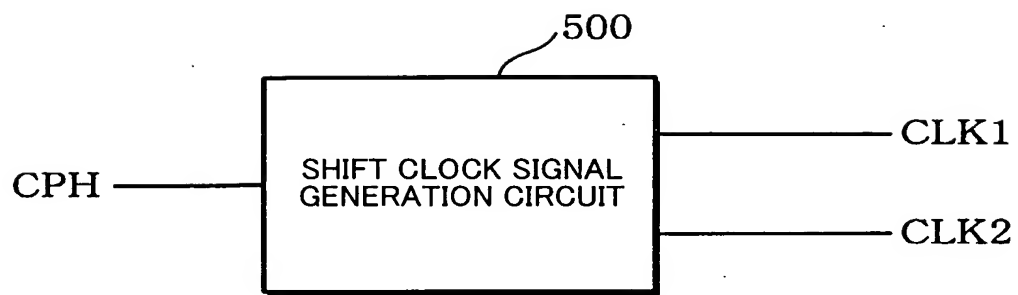 500
CPH
SHIFT CLOCK SIGNAL
GENERATION CIRCUIT
CLK1
CLK2